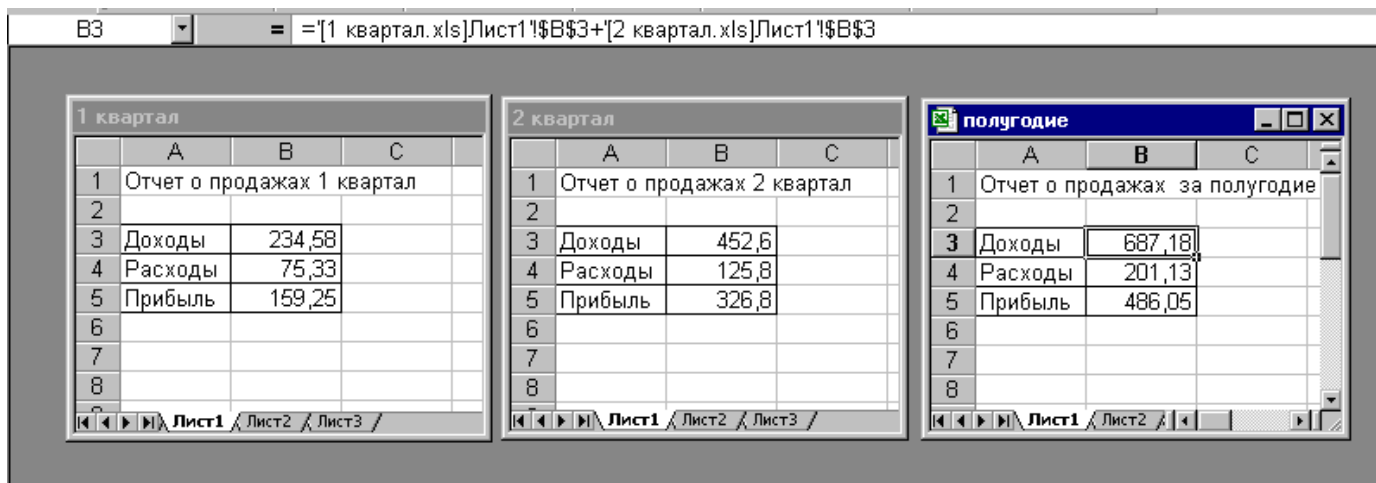 B3 = ='[1 квартал.xls]Лист1'!$B$3+'[2 квартал.xls]Лист1'!$B$3
1 квартал
A B C
1 Отчет о продажах 1 квартал
2
3 Доходы 234,58
4 Расходы 75,33
5 Прибыль 159,25
6
7
8
Лист1 Лист2 Лист3
2 квартал
A B C
1 Отчет о продажах 2 квартал
2
3 Доходы 452,6
4 Расходы 125,8
5 Прибыль 326,8
6
7
8
Лист1 Лист2 Лист3
полугодие
A B C
1 Отчет о продажах за полугодие
2
3 Доходы 687,18
4 Расходы 201,13
5 Прибыль 486,05
6
7
8
Лист1 Лист2